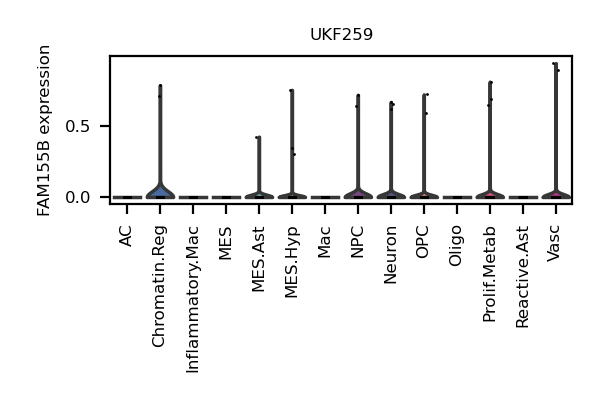 UKF259
FAM155B expression
0.5
0.0
AC
Chromatin.Reg
Inflammatory.Mac
MES
MES.Ast
MES.Hyp
Mac
NPC
Neuron
OPC
Oligo
Prolif.Metab
Reactive.Ast
Vasc